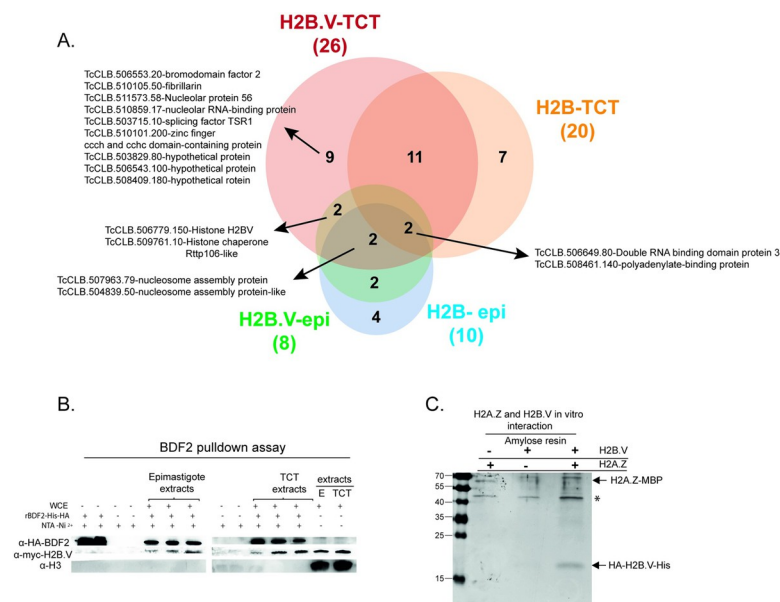 A.
H2B.V-TCT
(26)
TcCLB.506553.20-bromodomain factor 2
TcCLB.510105.50-fibrillarin
TcCLB.511573.58-Nucleolar protein 56
TcCLB.510859.17-nucleolar RNA-binding protein
TcCLB.503715.10-splicing factor TSR1
TcCLB.510101.200-zinc finger
ccch and cchc domain-containing protein
TcCLB.503829.80-hypothetical protein
TcCLB.506543.100-hypothetical protein
TcCLB.508409.180-hypothetical rotein
H2B-TCT
(20)
9
11
7
2
2
2
2
4
TcCLB.506779.150-Histone H2BV
TcCLB.509761.10-Histone chaperone
Rttp106-like
TcCLB.507963.79-nucleosome assembly protein
TcCLB.504839.50-nucleosome assembly protein-like
TcCLB.506649.80-Double RNA binding domain protein 3
TcCLB.508461.140-polyadenylate-binding protein
H2B.V-epi
(8)
H2B- epi
(10)
B.
BDF2 pulldown assay
Epimastigote
extracts
TCT
extracts
extracts
E TCT
WCE - - - - + + + - - + + + + +
rBDF2-His-HA + + - - + + + - - + + + - -
NTA -Ni 2+ + + + + + + + + + + + + - -
α-HA-BDF2
α-myc-H2B.V
α-H3
C.
H2A.Z and H2B.V in vitro
interaction
Amylose resin
- + + H2B.V
+ - + H2A.Z
70
55
40
35
25
15
H2A.Z-MBP
*
HA-H2B.V-His